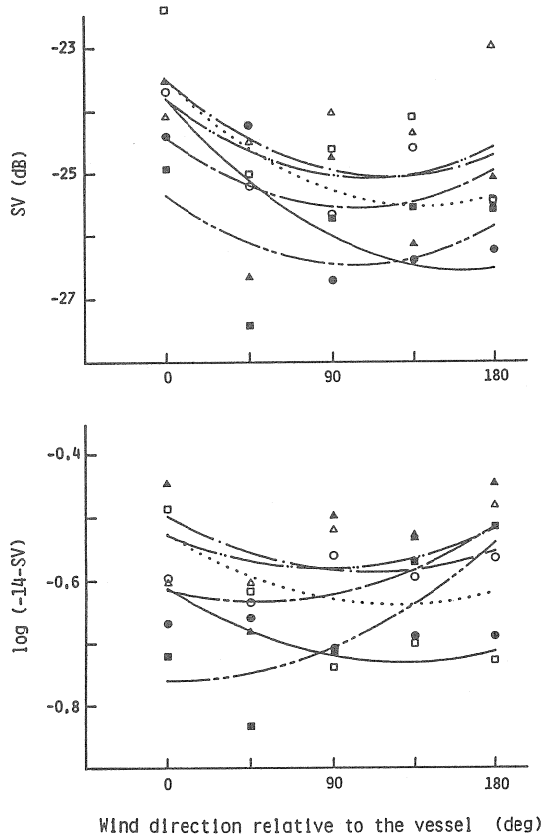 -23
-25
-27
SV (dB)
0 90 180
-0.4
-0.6
-0.8
log (-14-SV)
0 90 180
Wind direction relative to the vessel (deg)